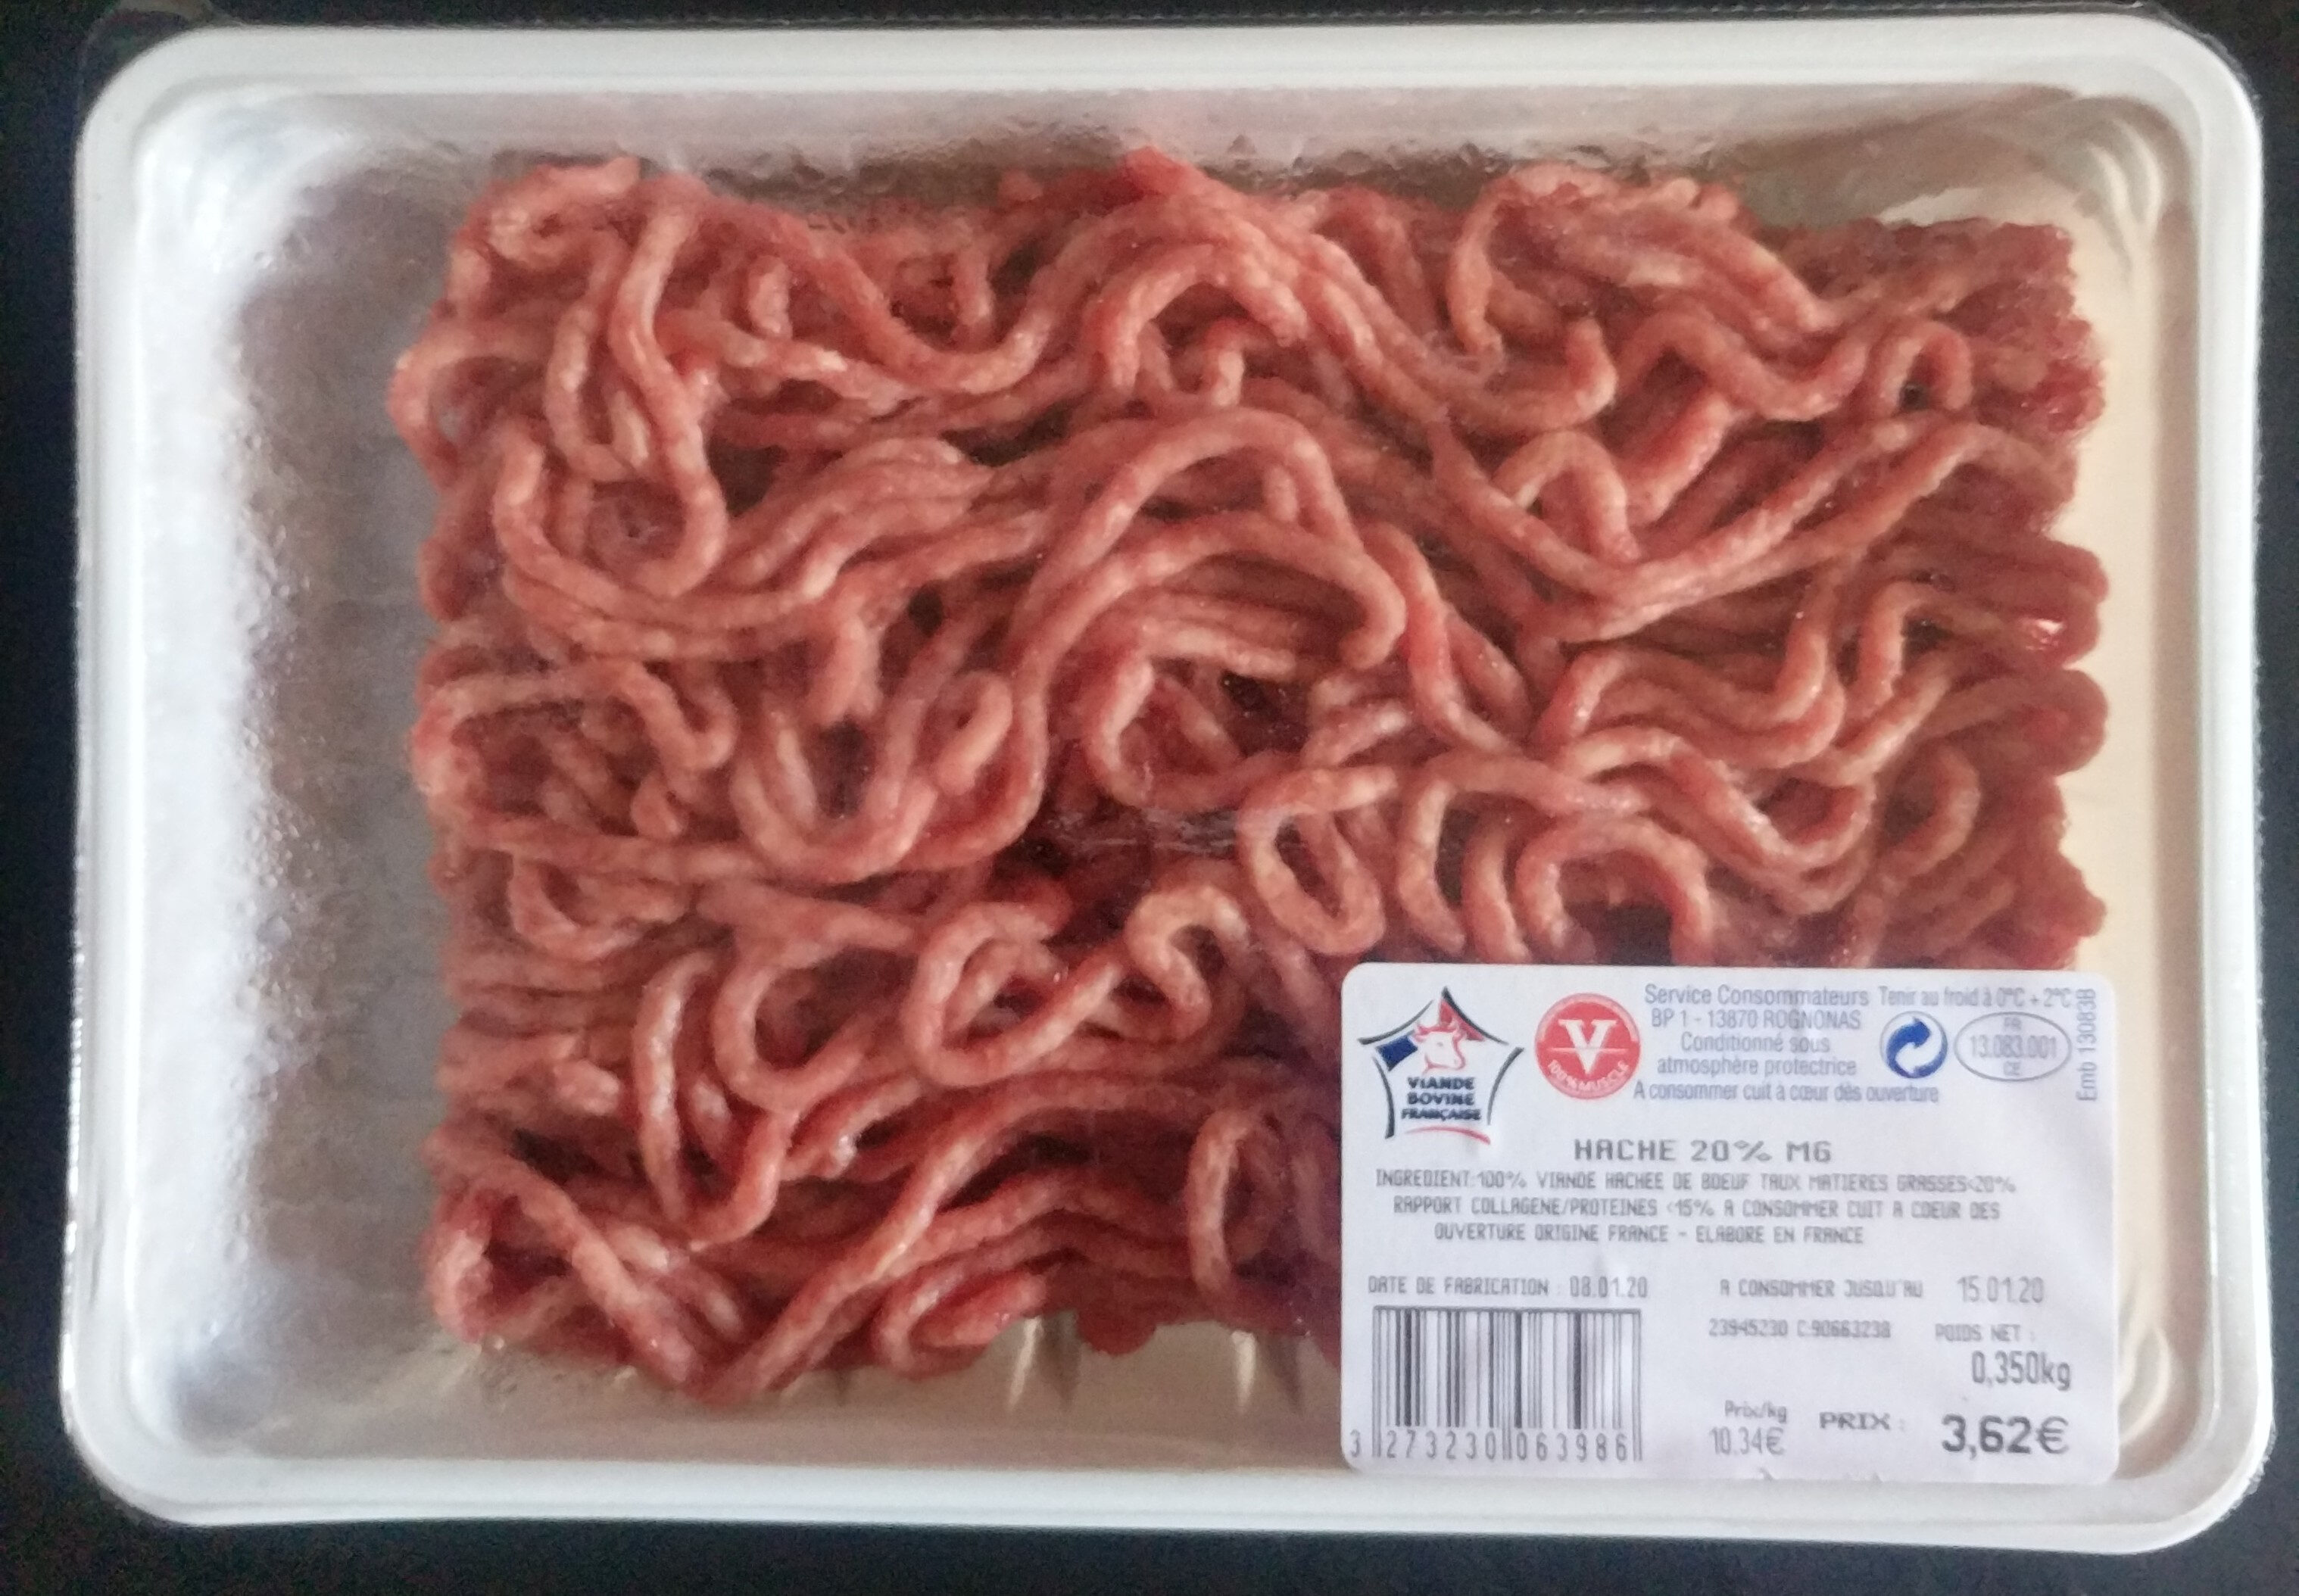 VIANDE
BOVINE
FRANÇAISE
V
100% MUSCLE
Service Consommateurs
BP 1 - 13870 ROGNONAS
Conditionné sous
atmosphère protectrice
A consommer cuit à cœur dès ouverture
Tenir au froid à 0°C + 2°C
FR
13.083.001
CE
Emb 13083B
HACHE 20% MG
INGREDIENT:100% VIANDE HACHEE DE BOEUF TAUX MATIERES GRASSES<20%
RAPPORT COLLAGENE/PROTEINES <15% A CONSOMMER CUIT A COEUR DES
OUVERTURE ORIGINE FRANCE - ELABORE EN FRANCE
DATE DE FABRICATION : 08.01.20
A CONSOMMER JUSQU'AU 15.01.20
23945230 C:90663238
POIDS NET :
0,350kg
Prix/kg
10.34€
PRIX : 3,62€
3 273230 063986